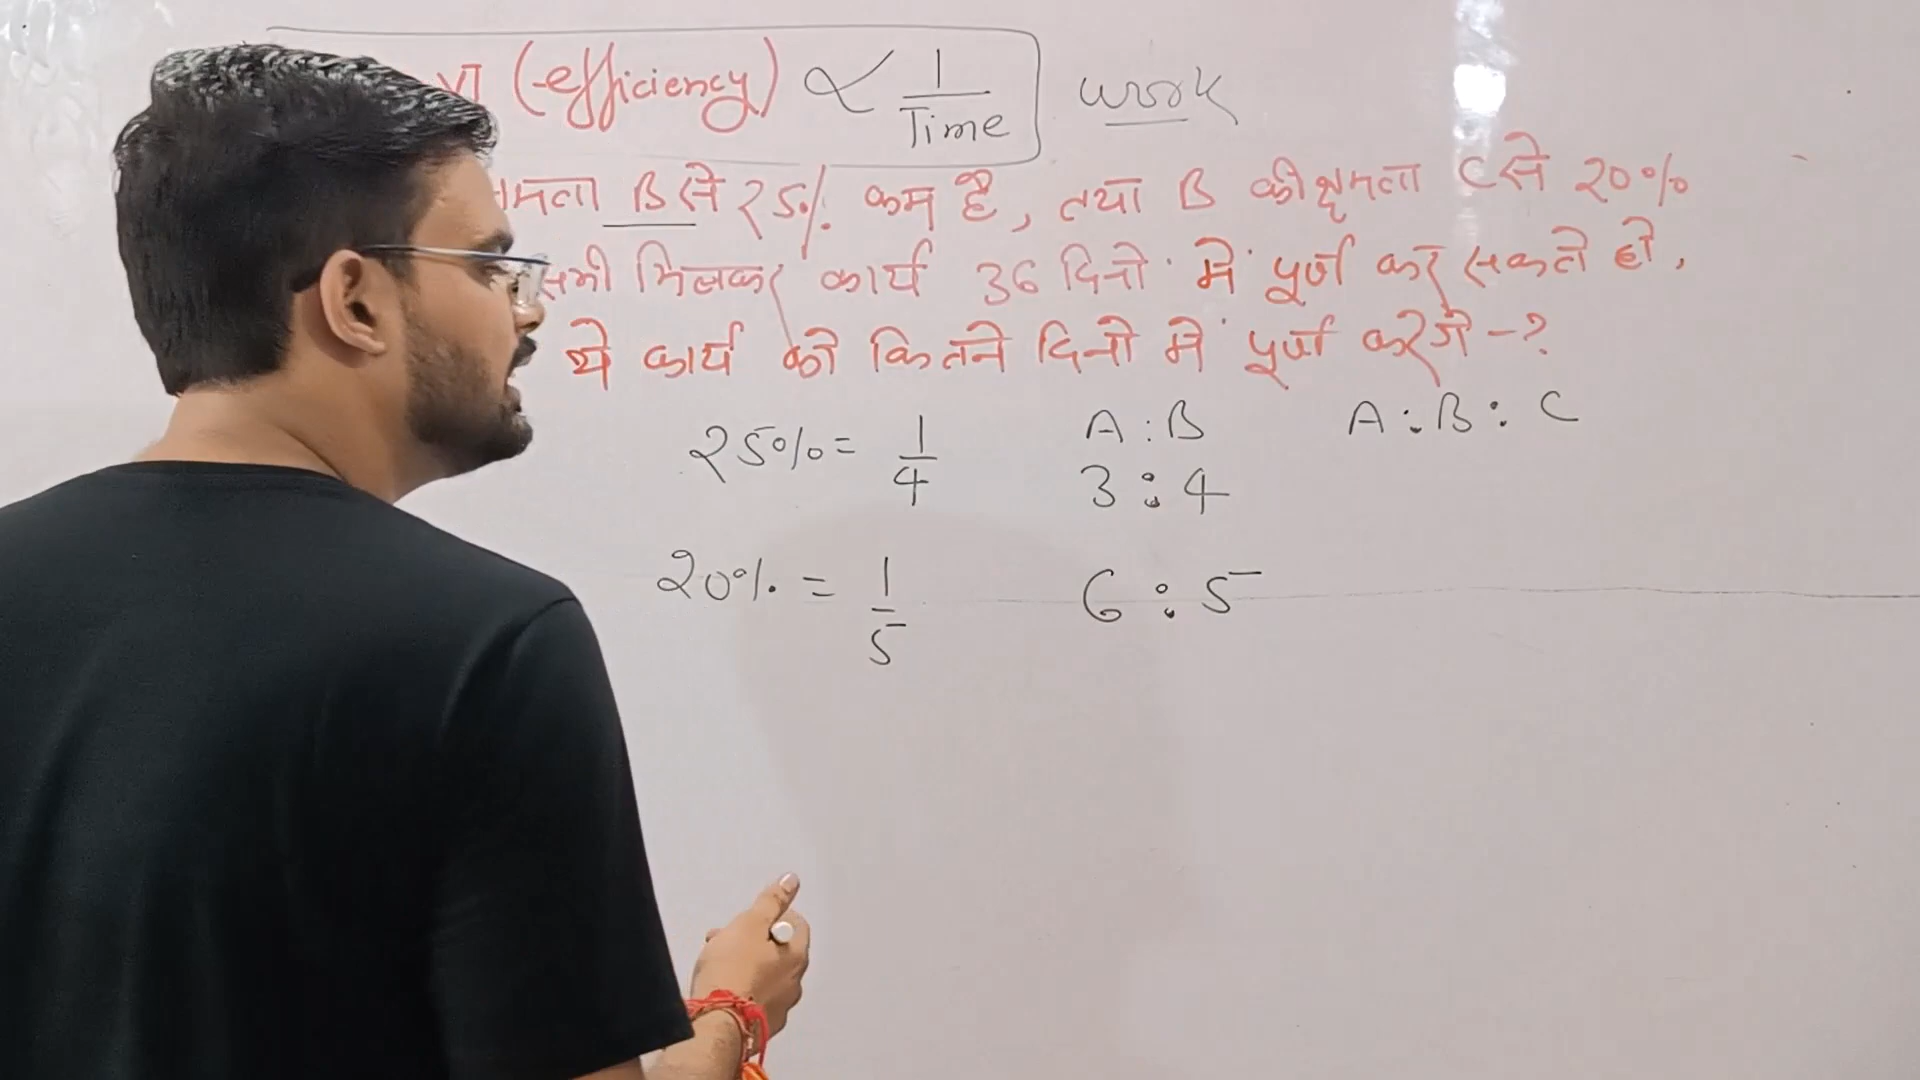 (efficiency) ∝ 1/Time work
B से 25% कम है, तथा B की क्षमता C से 20%
सभी मिलकर कार्य 36 दिनो में पूर्ण कर सकते हो,
ये कार्य को कितने दिनो में पूर्ण करेंगे -?
25% = 1/4 A : B A : B : C
3 : 4
20% = 1/5 6 : 5